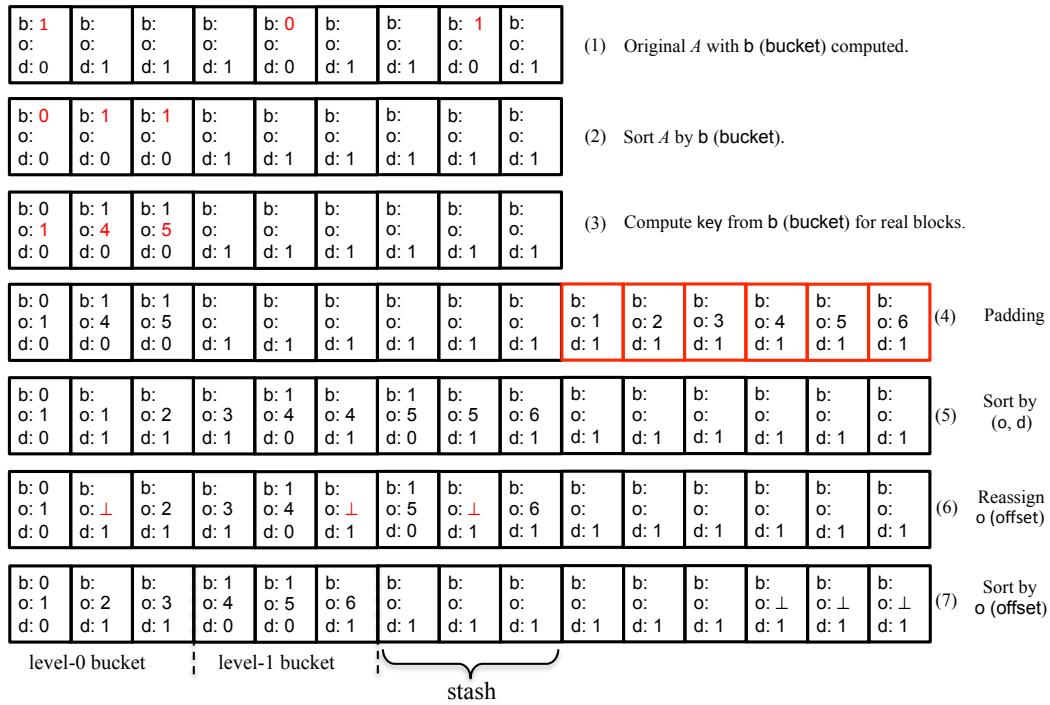 b: 1 b: b: b: b: 0 b: b: b: 1 b:
o: o: o: o: o: o: o: o: o:
d: 0 d: 1 d: 1 d: 1 d: 0 d: 1 d: 1 d: 0 d: 1
(1) Original A with b (bucket) computed.
b: 0 b: 1 b: 1 b: b: b: b: b: b:
o: o: o: o: o: o: o: o: o:
d: 0 d: 0 d: 0 d: 1 d: 1 d: 1 d: 1 d: 1 d: 1
(2) Sort A by b (bucket).
b: 0 b: 1 b: 1 b: b: b: b: b: b:
o: 1 o: 4 o: 5 o: o: o: o: o: o:
d: 0 d: 0 d: 0 d: 1 d: 1 d: 1 d: 1 d: 1 d: 1
(3) Compute key from b (bucket) for real blocks.
b: 0 b: 1 b: 1 b: b: b: b: b: b: b: b: b: b: b: b:
o: 1 o: 4 o: 5 o: o: o: o: o: o: o: 1 o: 2 o: 3 o: 4 o: 5 o: 6
d: 0 d: 0 d: 0 d: 1 d: 1 d: 1 d: 1 d: 1 d: 1 d: 1 d: 1 d: 1 d: 1 d: 1 d: 1
(4) Padding
b: 0 b: b: b: b: 1 b: b: 1 b: b: b: b: b: b: b: b:
o: 1 o: 1 o: 2 o: 3 o: 4 o: 4 o: 5 o: 5 o: 6 o: o: o: o: o: o:
d: 0 d: 1 d: 1 d: 1 d: 0 d: 1 d: 0 d: 1 d: 1 d: 1 d: 1 d: 1 d: 1 d: 1 d: 1
(5) Sort by
(o, d)
b: 0 b: b: b: b: 1 b: b: 1 b: b: b: b: b: b: b: b:
o: 1 o: ⊥ o: 2 o: 3 o: 4 o: ⊥ o: 5 o: ⊥ o: 6 o: o: o: o: o: o:
d: 0 d: 1 d: 1 d: 1 d: 0 d: 1 d: 0 d: 1 d: 1 d: 1 d: 1 d: 1 d: 1 d: 1 d: 1
(6) Reassign
o (offset)
b: 0 b: b: b: 1 b: 1 b: b: b: b: b: b: b: b: b: b:
o: 1 o: 2 o: 3 o: 4 o: 5 o: 6 o: o: o: o: o: o: o: ⊥ o: ⊥ o: ⊥
d: 0 d: 1 d: 1 d: 0 d: 0 d: 1 d: 1 d: 1 d: 1 d: 1 d: 1 d: 1 d: 1 d: 1 d: 1
(7) Sort by
o (offset)
level-0 bucket level-1 bucket
stash